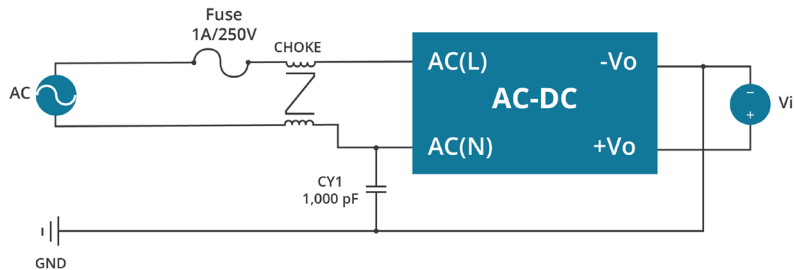 Fuse
1A/250V
CHOKE
AC(L)
-Vo
AC
AC-DC
−
Vi
+
AC(N)
+Vo
CY1
1,000 pF
GND